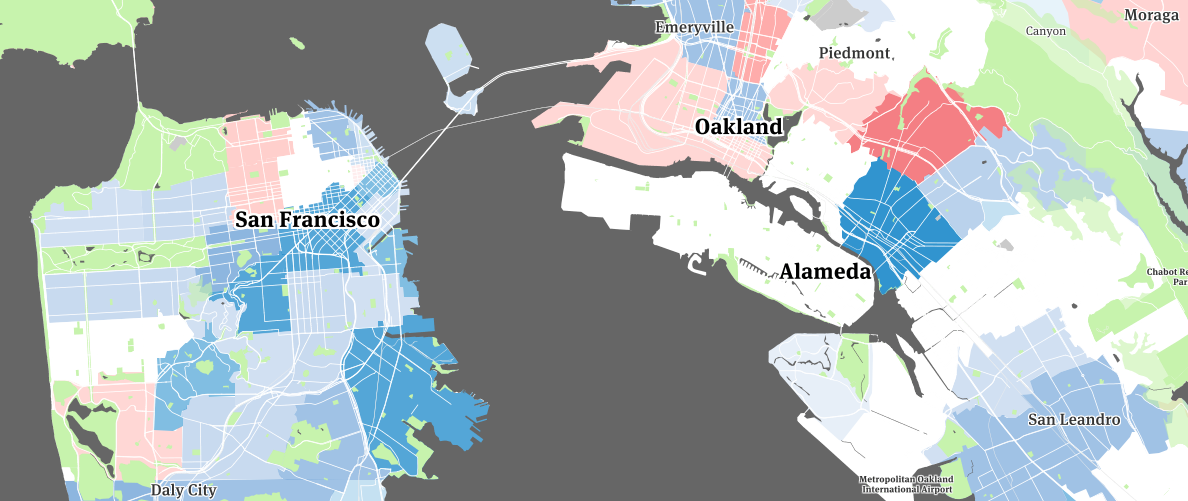 Emeryville
Moraga
Canyon
Piedmont
Oakland
San Francisco
Alameda
Chabot Re
Par
San Leandro
Metropolitan Oakland
International Airport
Daly City